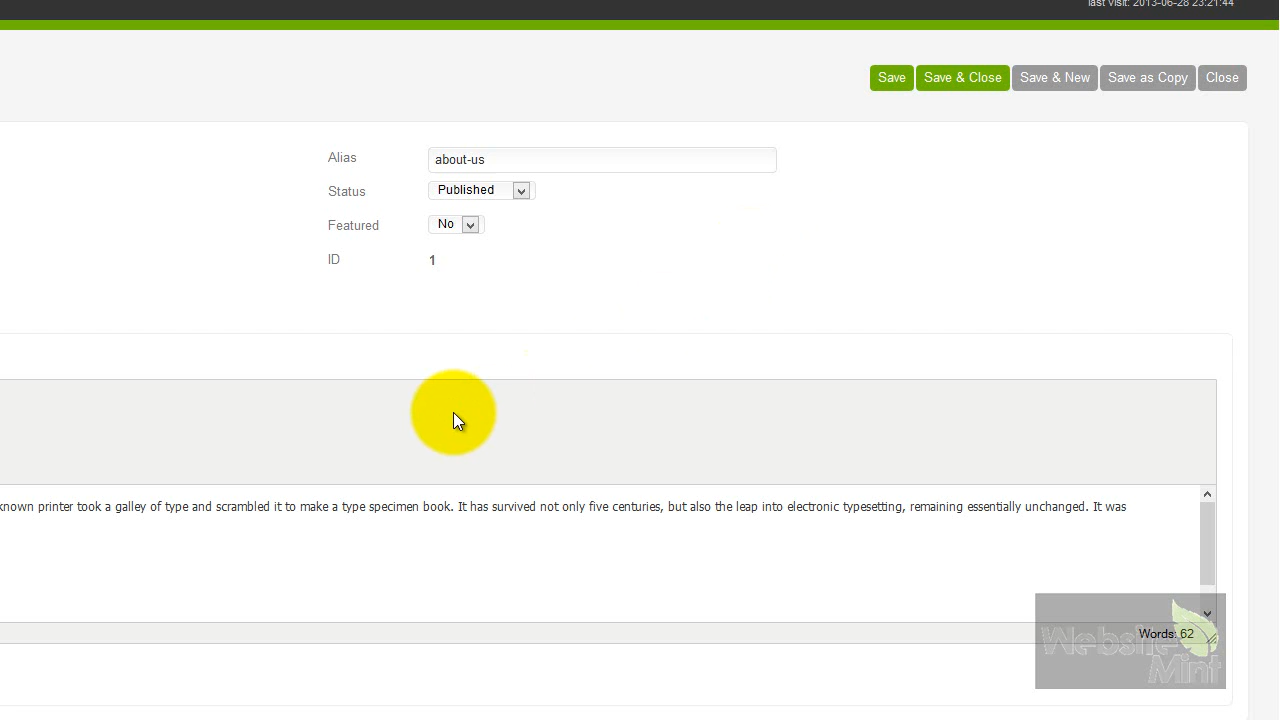 last visit: 2013-06-28 23:21:44
Save Save & Close Save & New Save as Copy Close
Alias about-us
Status Published
Featured No
ID 1
known printer took a galley of type and scrambled it to make a type specimen book. It has survived not only five centuries, but also the leap into electronic typesetting, remaining essentially unchanged. It was
Words: 62
Website
Mint